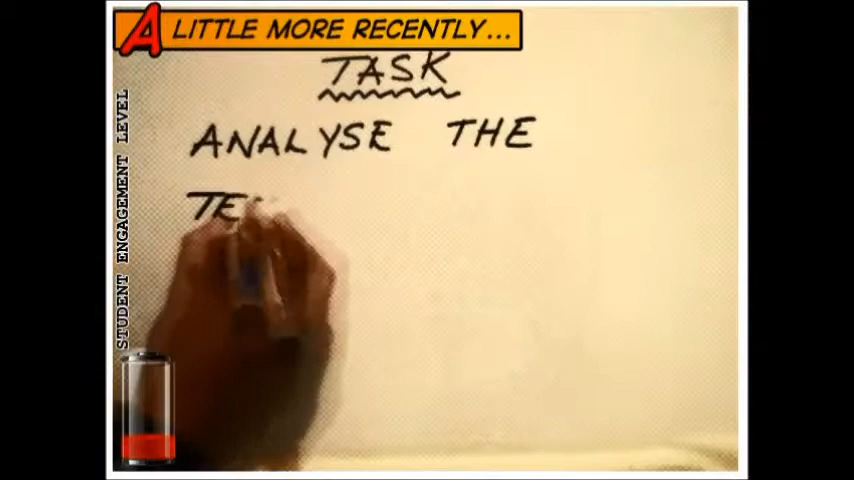 A LITTLE MORE RECENTLY...
TASK
ANALYSE THE
STUDENT ENGAGEMENT LEVEL